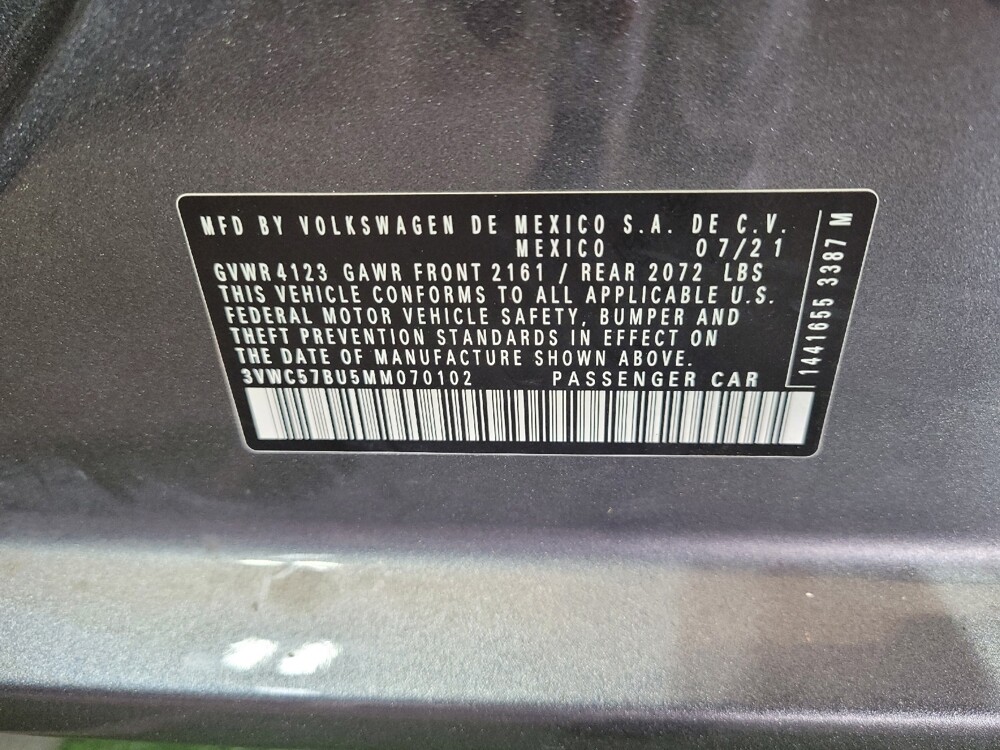 MFD BY VOLKSWAGEN DE MEXICO S.A. DE C.V.
MEXICO 07/21
GVWR 4123 GAWR FRONT 2161 / REAR 2072 LBS
THIS VEHICLE CONFORMS TO ALL APPLICABLE U.S.
FEDERAL MOTOR VEHICLE SAFETY, BUMPER AND
THEFT PREVENTION STANDARDS IN EFFECT ON
THE DATE OF MANUFACTURE SHOWN ABOVE.
3VWC57BU5MM070102 PASSENGER CAR
1441655 3387 M